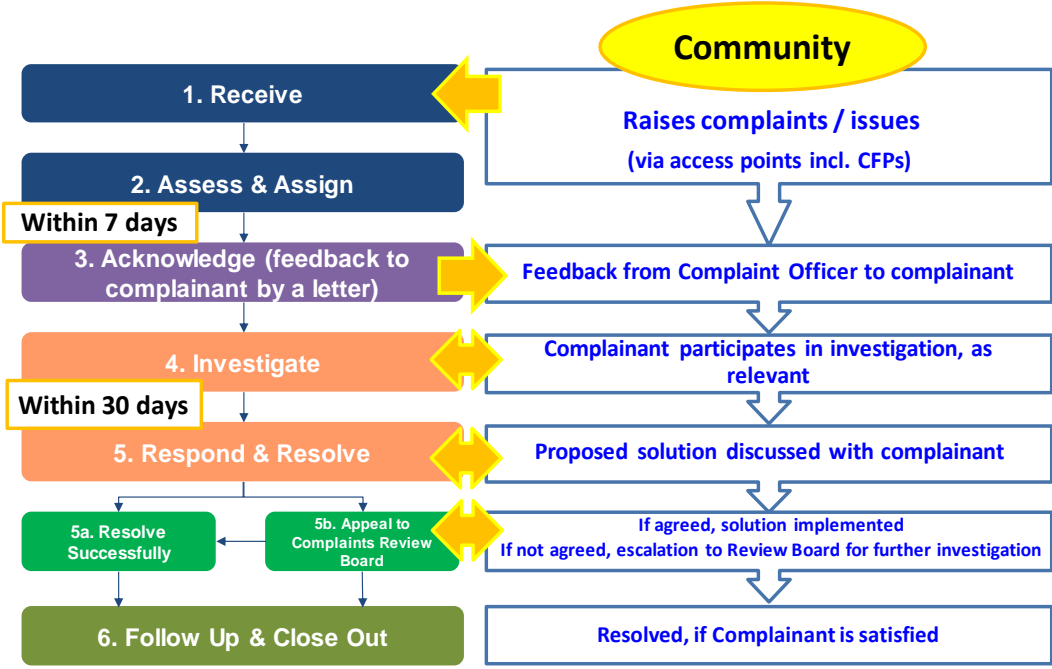 Community
1. Receive
Raises complaints / issues
(via access points incl. CFPs)
2. Assess & Assign
Within 7 days
3. Acknowledge (feedback to
complainant by a letter)
Feedback from Complaint Officer to complainant
4. Investigate
Complainant participates in investigation, as
relevant
Within 30 days
5. Respond & Resolve
Proposed solution discussed with complainant
5a. Resolve
Successfully
5b. Appeal to
Complaints Review
Board
If agreed, solution implemented
If not agreed, escalation to Review Board for further investigation
6. Follow Up & Close Out
Resolved, if Complainant is satisfied